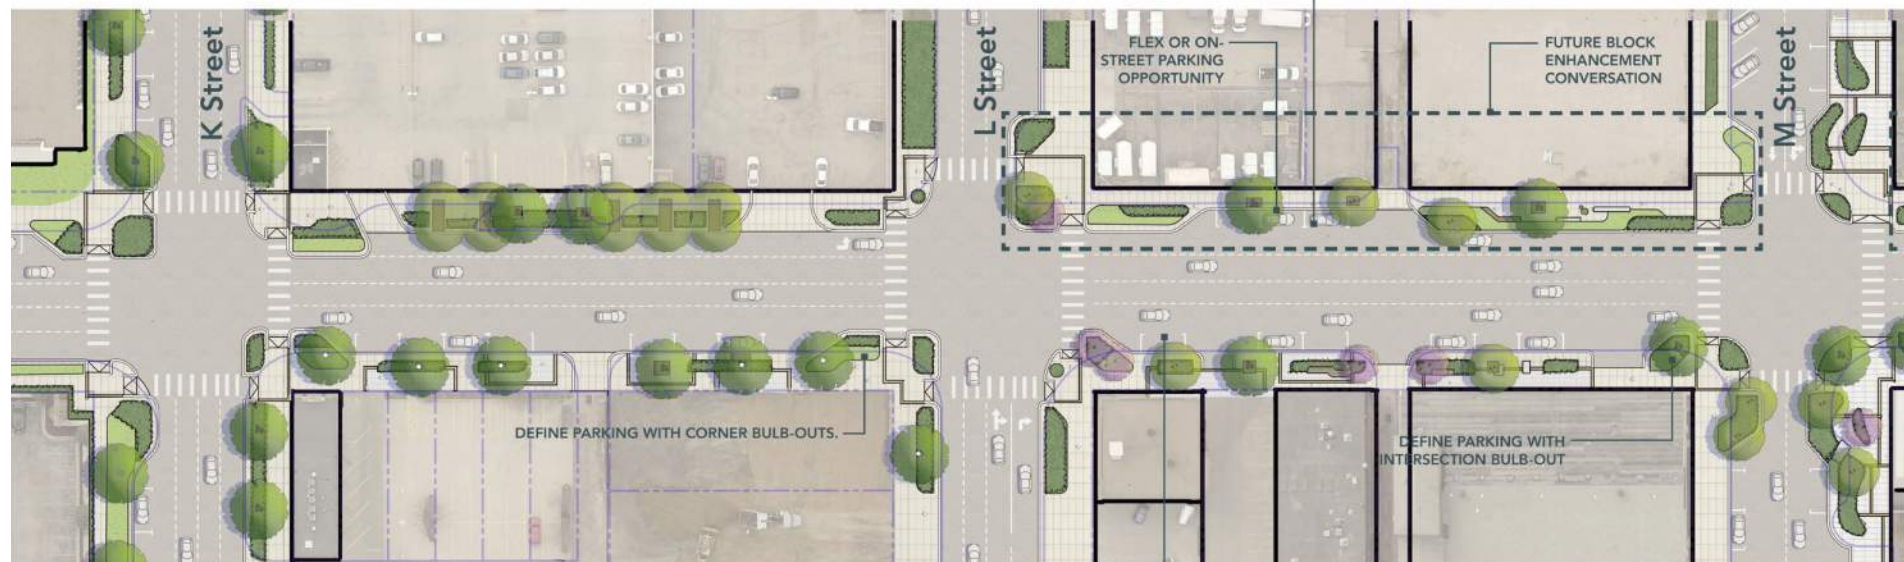 K Street
L Street
M Street
FLEX OR ON-
STREET PARKING
OPPORTUNITY
FUTURE BLOCK
ENHANCEMENT
CONVERSATION
DEFINE PARKING WITH CORNER BULB-OUTS.
DEFINE PARKING WITH
INTERSECTION BULB-OUT